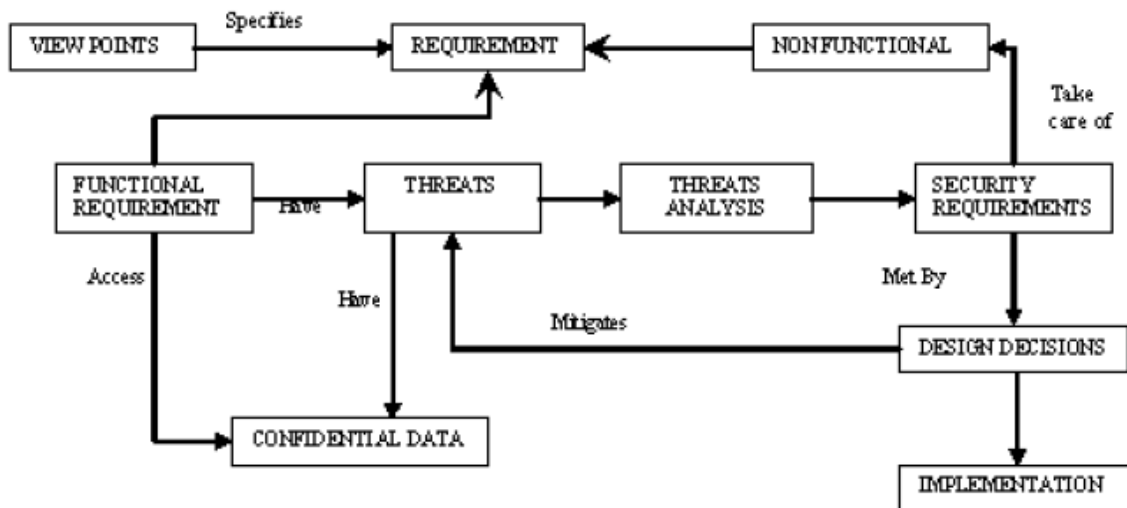 Specifies
VIEW POINTS
REQUIREMENT
NONFUNCTIONAL
Take
care of
FUNCTIONAL
REQUIREMENT
Have
THREATS
THREATS
ANALYSIS
SECURITY
REQUIREMENTS
Access
Have
Met By
Mitigates
DESIGN DECISIONS
CONFIDENTIAL DATA
IMPLEMENTATION